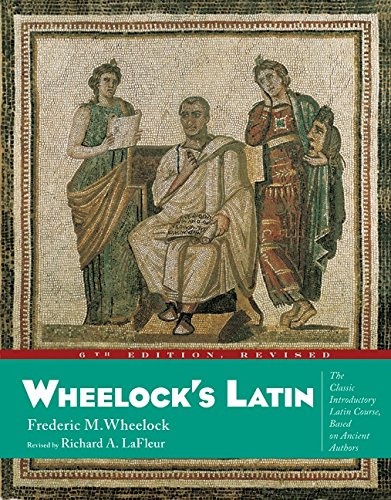 6TH EDITION, REVISED
WHEELOCK'S LATIN
Frederic M. Wheelock
Revised by Richard A. LaFleur
The
Classic
Introductory
Latin Course,
Based
on Ancient
Authors